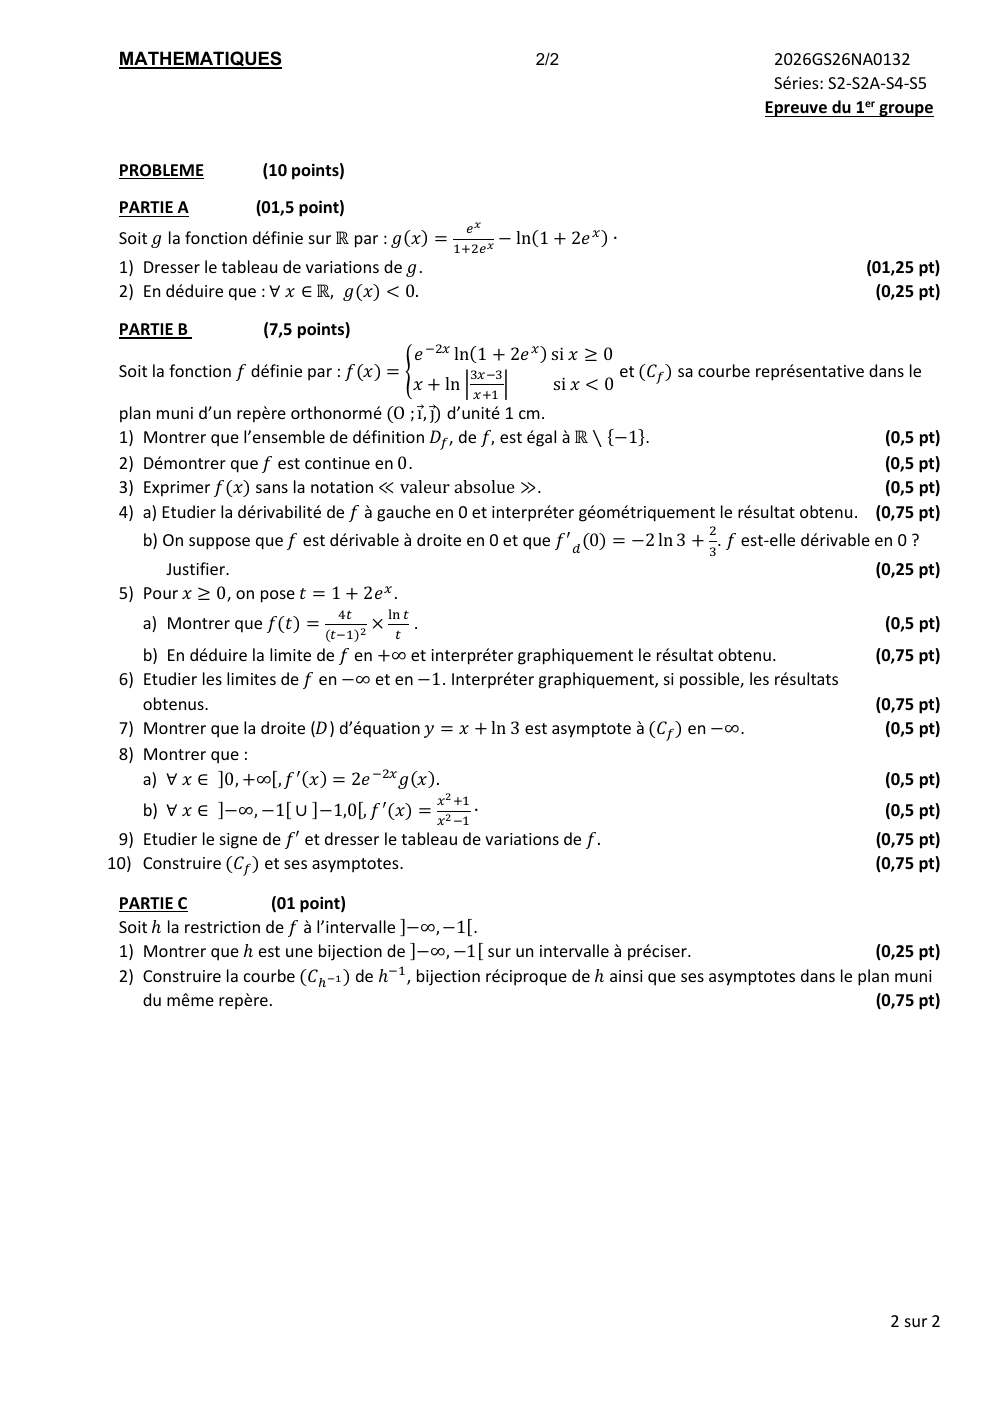 MATHEMATIQUES 2/2 2026GS26NA0132
Séries: S2-S2A-S4-S5
Epreuve du 1er groupe
PROBLEME (10 points)
PARTIE A (01,5 point)
Soit 𝑔 la fonction définie sur ℝ par : 𝑔(𝑥) = 𝑒^𝑥/(1+2𝑒^𝑥) − ln(1 + 2𝑒^𝑥) ·
1) Dresser le tableau de variations de 𝑔. (01,25 pt)
2) En déduire que : ∀ 𝑥 ∈ ℝ, 𝑔(𝑥) < 0. (0,25 pt)
PARTIE B (7,5 points)
Soit la fonction 𝑓 définie par : 𝑓(𝑥) = { 𝑒^(−2𝑥) ln(1 + 2𝑒^𝑥) si 𝑥 ≥ 0
𝑥 + ln |(3𝑥−3)/(𝑥+1)| si 𝑥 < 0 et (𝐶_𝑓) sa courbe représentative dans le
plan muni d’un repère orthonormé (O ; i⃗, j⃗) d’unité 1 cm.
1) Montrer que l’ensemble de définition 𝐷_𝑓, de 𝑓, est égal à ℝ ∖ {−1}. (0,5 pt)
2) Démontrer que 𝑓 est continue en 0. (0,5 pt)
3) Exprimer 𝑓(𝑥) sans la notation ≪ valeur absolue ≫. (0,5 pt)
4) a) Etudier la dérivabilité de 𝑓 à gauche en 0 et interpréter géométriquement le résultat obtenu. (0,75 pt)
b) On suppose que 𝑓 est dérivable à droite en 0 et que 𝑓′_𝑑(0) = −2 ln 3 + 2/3. 𝑓 est-elle dérivable en 0 ?
Justifier. (0,25 pt)
5) Pour 𝑥 ≥ 0, on pose 𝑡 = 1 + 2𝑒^𝑥.
a) Montrer que 𝑓(𝑡) = 4𝑡/(𝑡−1)² × ln 𝑡/𝑡 . (0,5 pt)
b) En déduire la limite de 𝑓 en +∞ et interpréter graphiquement le résultat obtenu. (0,75 pt)
6) Etudier les limites de 𝑓 en −∞ et en −1. Interpréter graphiquement, si possible, les résultats
obtenus. (0,75 pt)
7) Montrer que la droite (𝐷) d’équation 𝑦 = 𝑥 + ln 3 est asymptote à (𝐶_𝑓) en −∞. (0,5 pt)
8) Montrer que :
a) ∀ 𝑥 ∈ ]0, +∞[, 𝑓′(𝑥) = 2𝑒^(−2𝑥)𝑔(𝑥). (0,5 pt)
b) ∀ 𝑥 ∈ ]−∞, −1[ ∪ ]−1,0[, 𝑓′(𝑥) = (𝑥²+1)/(𝑥²−1) · (0,5 pt)
9) Etudier le signe de 𝑓′ et dresser le tableau de variations de 𝑓. (0,75 pt)
10) Construire (𝐶_𝑓) et ses asymptotes. (0,75 pt)
PARTIE C (01 point)
Soit ℎ la restriction de 𝑓 à l’intervalle ]−∞, −1[.
1) Montrer que ℎ est une bijection de ]−∞, −1[ sur un intervalle à préciser. (0,25 pt)
2) Construire la courbe (𝐶_ℎ⁻¹) de ℎ⁻¹, bijection réciproque de ℎ ainsi que ses asymptotes dans le plan muni
du même repère. (0,75 pt)
2 sur 2